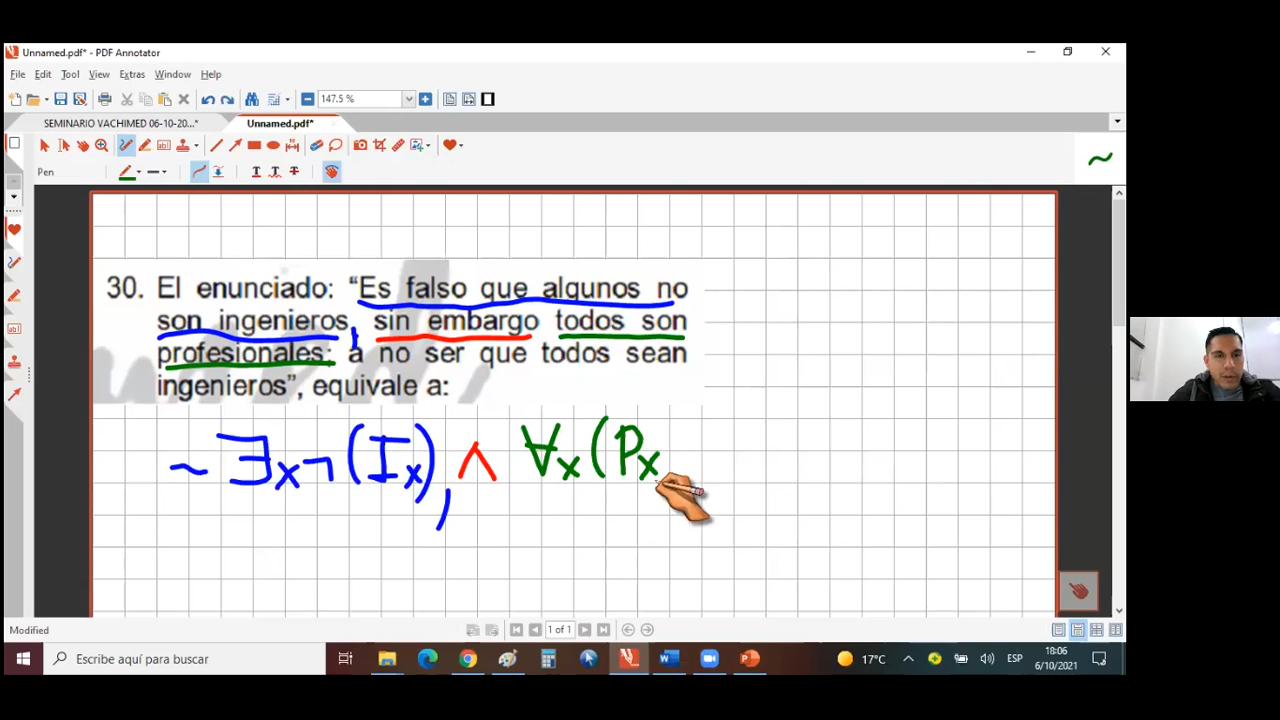 Unnamed.pdf* - PDF Annotator
File Edit Tool View Extras Window Help
147.5 %
SEMINARIO VACHIMED 06-10-20...* Unnamed.pdf*
Pen
30. El enunciado: “Es falso que algunos no
son ingenieros, sin embargo todos son
profesionales; a no ser que todos sean
ingenieros”, equivale a:
~ ∃x ¬ (Ix), ∧ ∀x (Px
Modified
1 of 1
Escribe aquí para buscar
17°C
ESP
18:06
6/10/2021